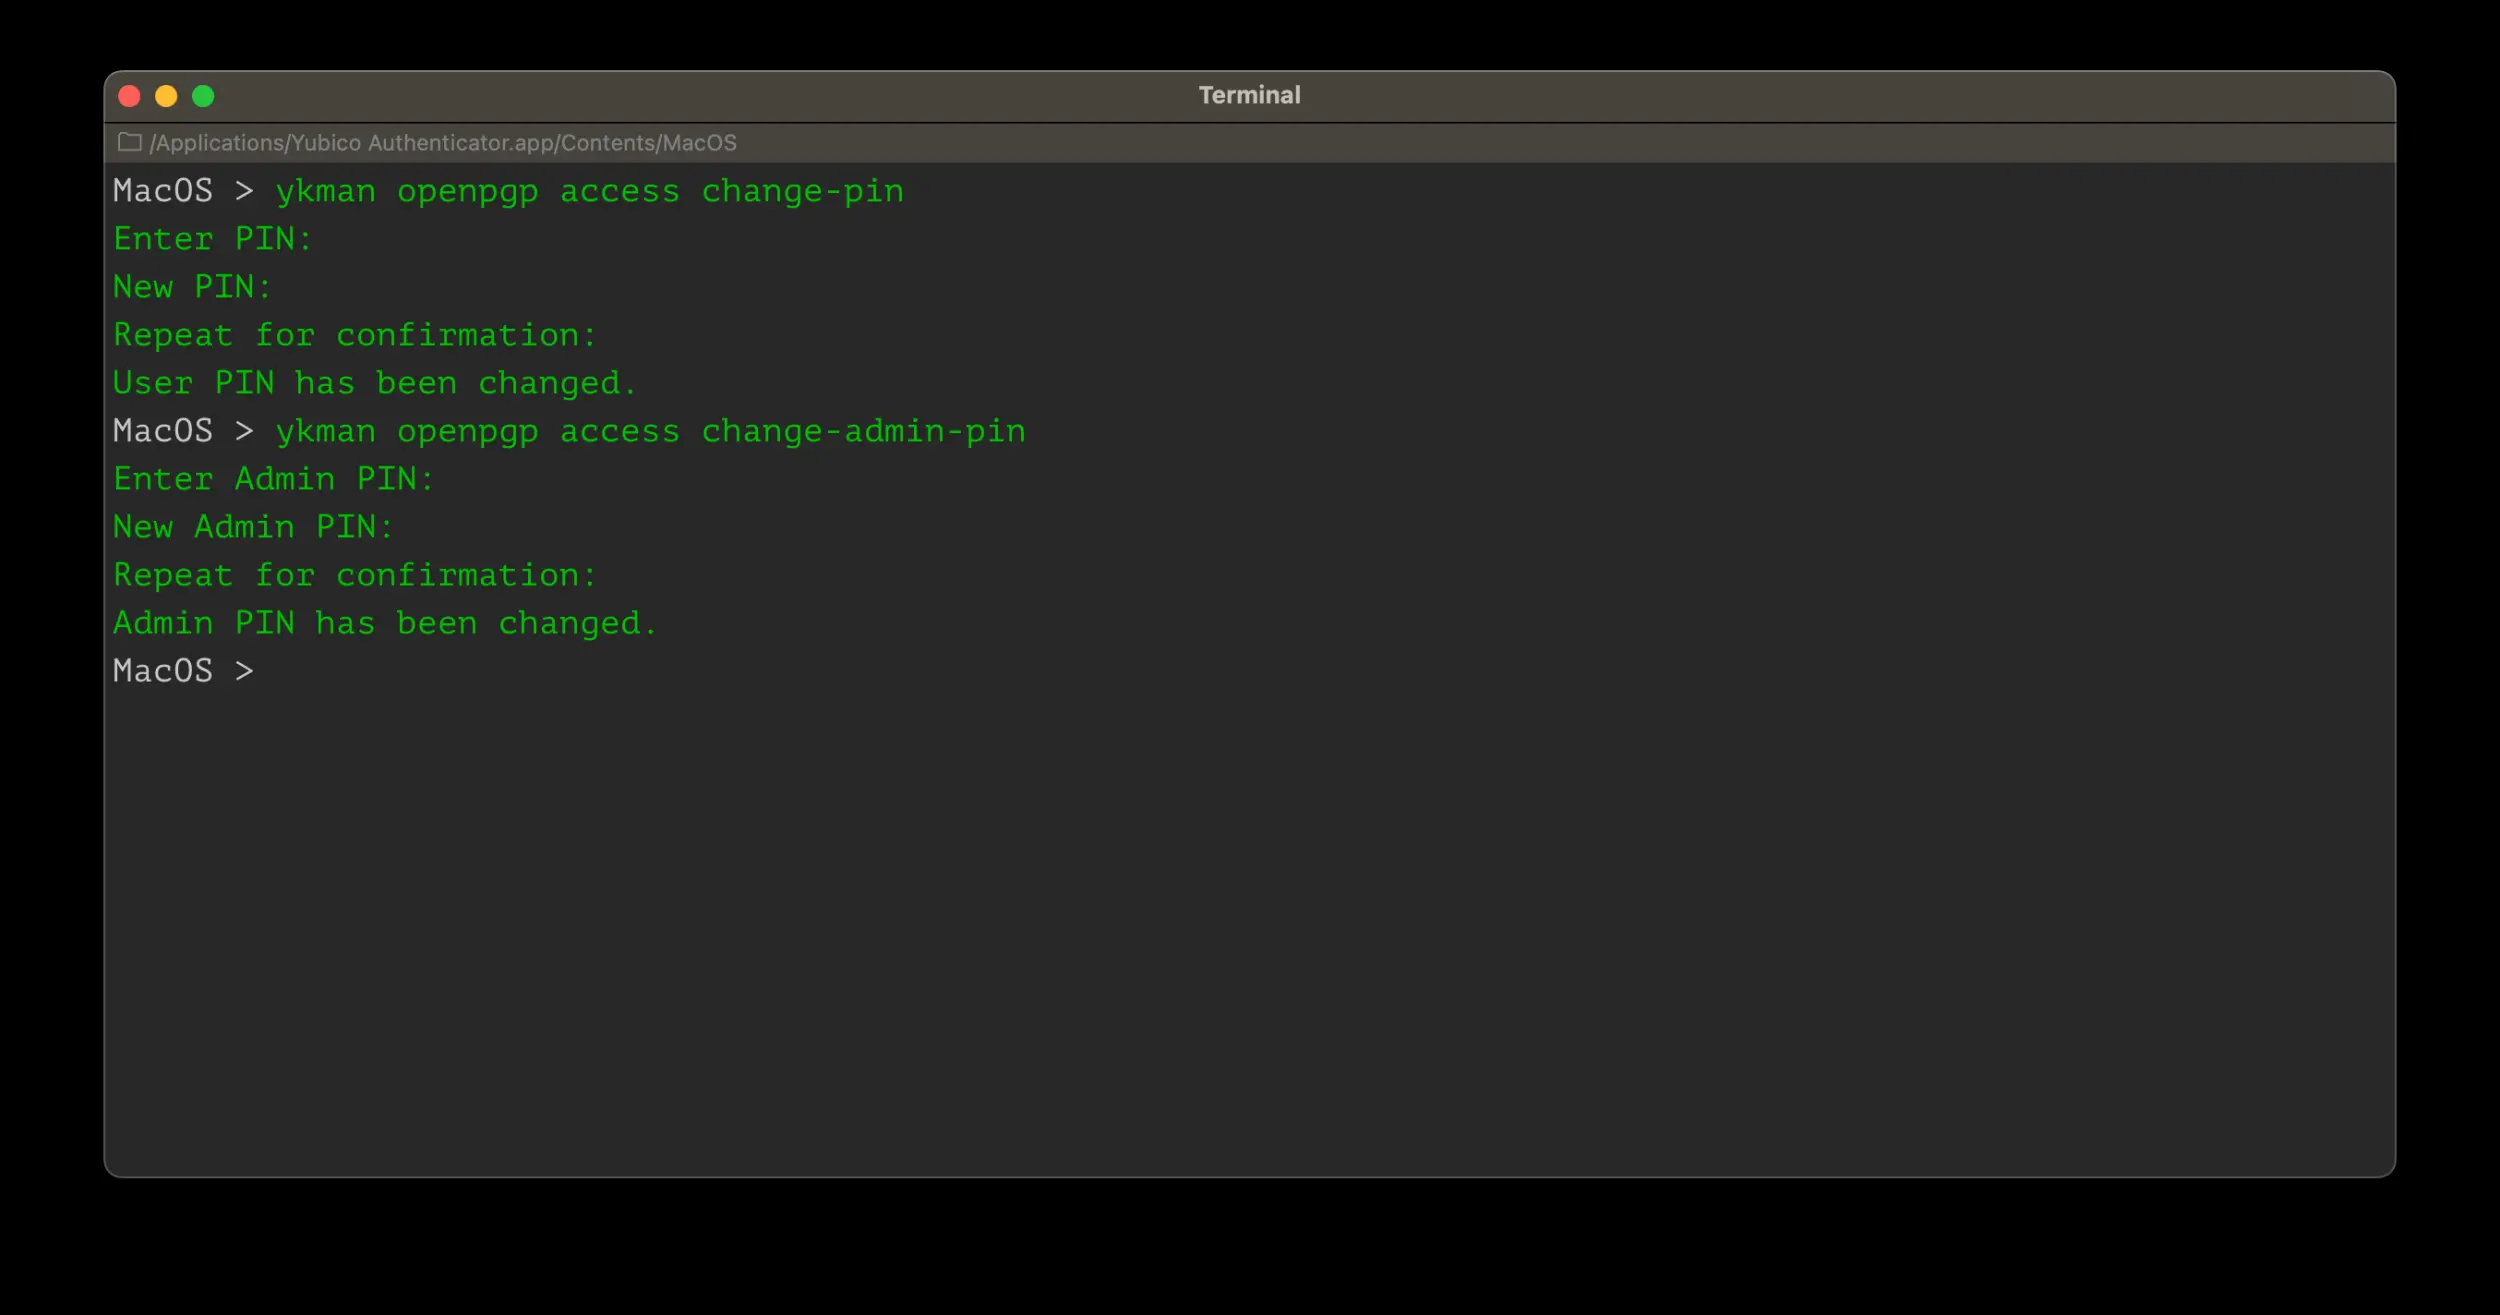 Terminal
/Applications/Yubico Authenticator.app/Contents/MacOS
MacOS > ykman openpgp access change-pin
Enter PIN:
New PIN:
Repeat for confirmation:
User PIN has been changed.
MacOS > ykman openpgp access change-admin-pin
Enter Admin PIN:
New Admin PIN:
Repeat for confirmation:
Admin PIN has been changed.
MacOS >